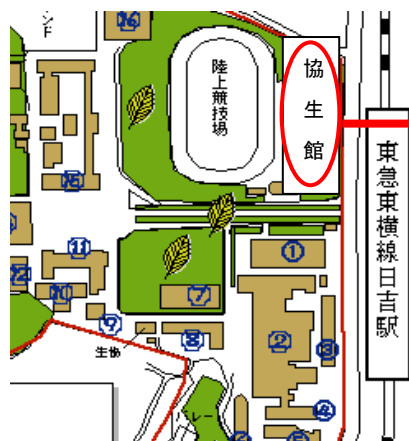 ンド
⑯
陸上競技場
協生館
東急東横線日吉駅
⑮
⑪
⑫
⑩
⑨
生協
⑦
⑧
①
②
③
④